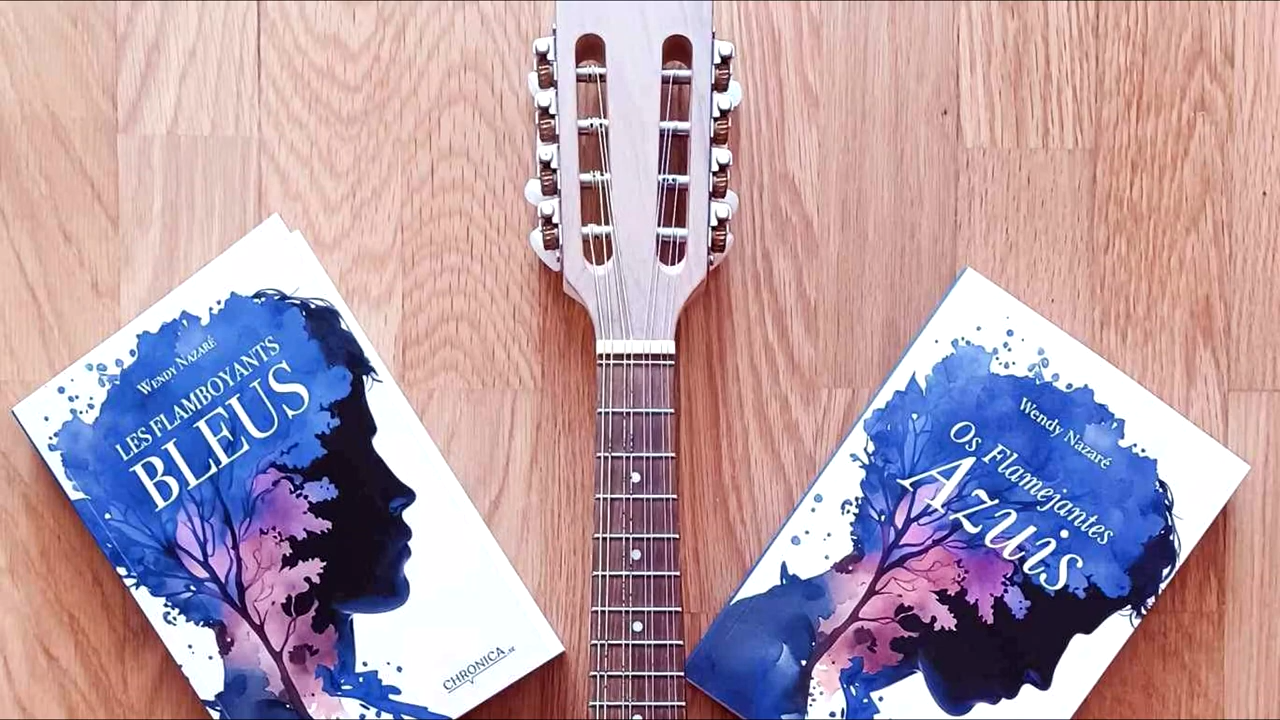 WENDY NAZARÉ
LES FLAMBOYANTS
BLEUS
CHRONICA
Wendy Nazaré
Os Flamejantes
Azuis